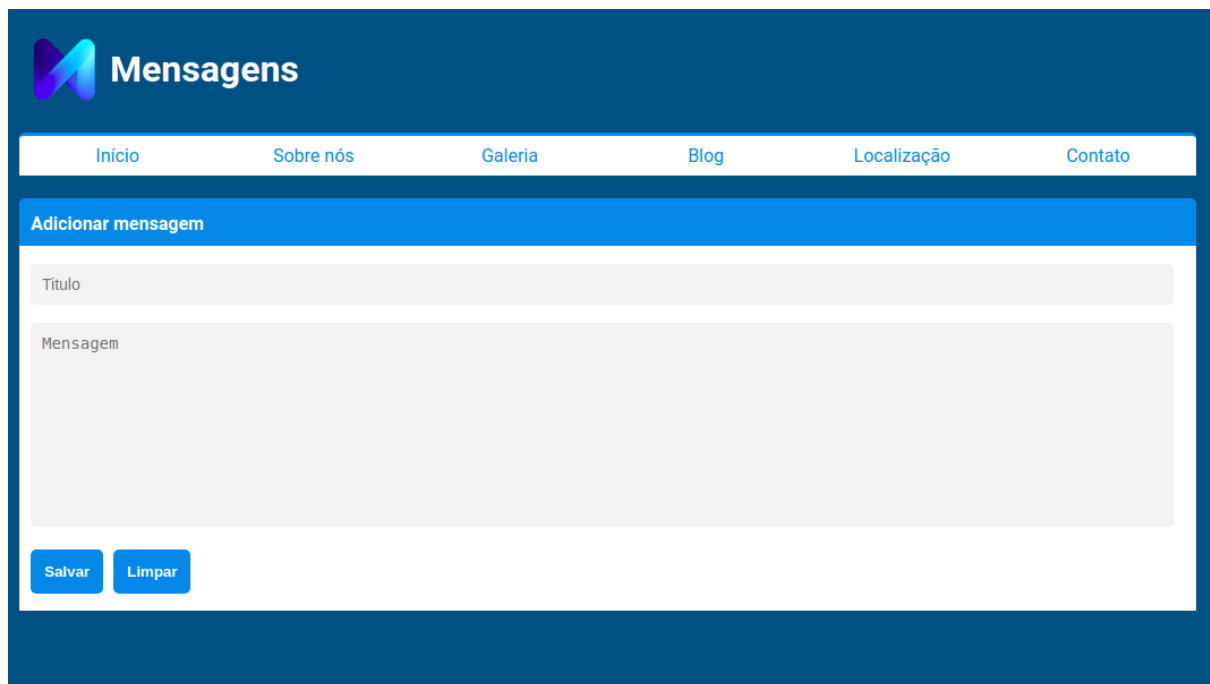 Mensagens
Início Sobre nós Galeria Blog Localização Contato
Adicionar mensagem
Título
Mensagem
Salvar Limpar